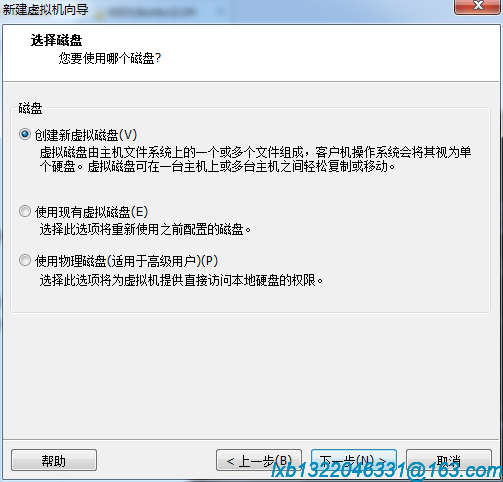 新建虚拟机向导
选择磁盘
您要使用哪个磁盘?
磁盘
创建新虚拟磁盘(V)
虚拟磁盘由主机文件系统上的一个或多个文件组成，客户机操作系统会将其视为单
个硬盘。虚拟磁盘可在一台主机上或多台主机之间轻松复制或移动。
使用现有虚拟磁盘(E)
选择此选项将重新使用之前配置的磁盘。
使用物理磁盘(适用于高级用户)(P)
选择此选项将为虚拟机提供直接访问本地硬盘的权限。
帮助
< 上一步(B)
下一步(N) >
取消
lxb1322046331@163.com